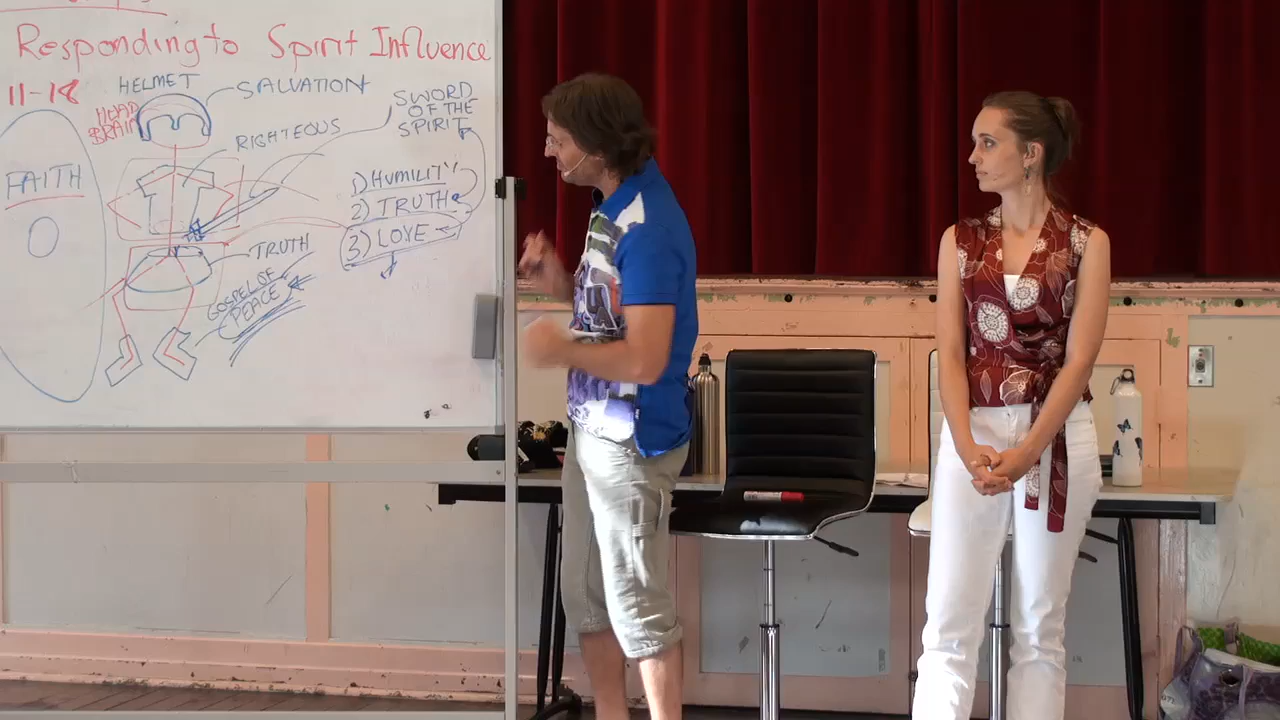 Responding to Spirit Influence
11-18
HELMET
SALVATION
HEAD
BRAIN
SWORD
OF THE
SPIRIT
RIGHTEOUS
FAITH
1) HUMILITY
2) TRUTH
3) LOVE
TRUTH
GOSPEL OF
PEACE